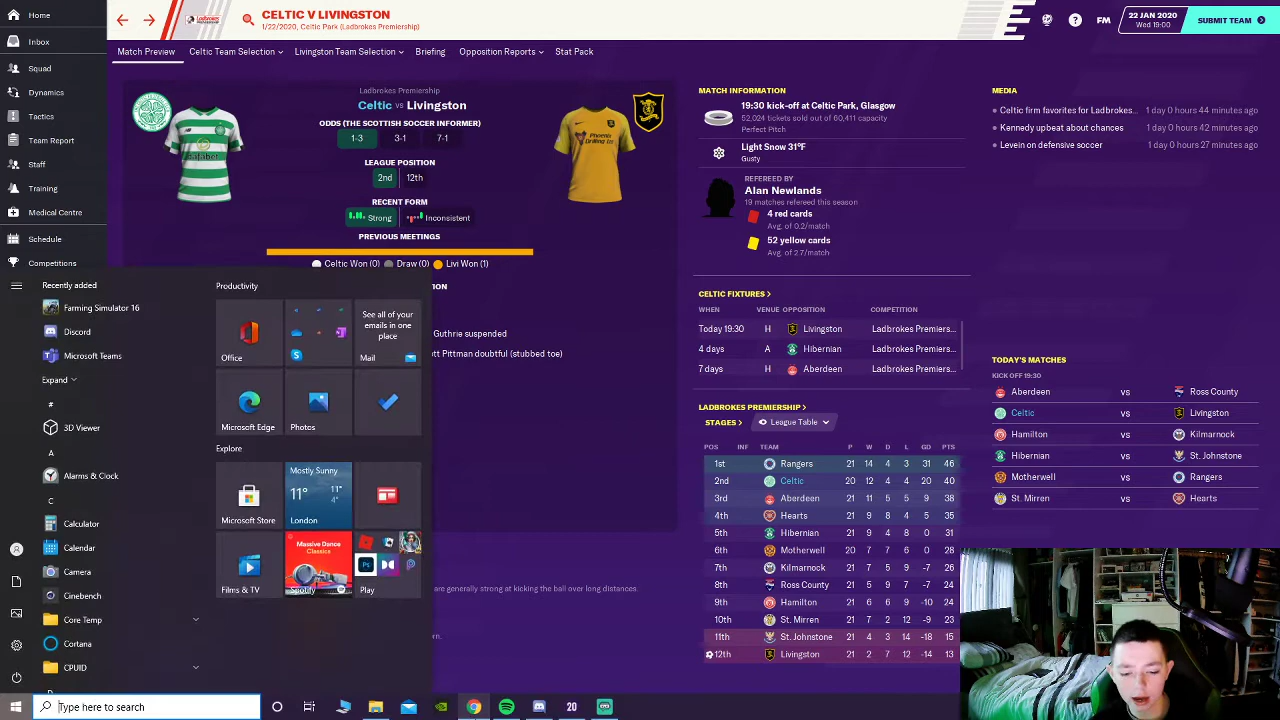 CELTIC V LIVINGSTON
1/22/2020, Celtic Park (Ladbrokes Premiership)
FM
22 JAN 2020
Wed 19:00
SUBMIT TEAM
Match Preview
Celtic Team Selection
Livingston Team Selection
Briefing
Opposition Reports
Stat Pack
Inbox
Squad
Dynamics
Staff
Training
Medical Centre
Schedule
Competitions
Ladbrokes Premiership
Celtic vs Livingston
ODDS (THE SCOTTISH SOCCER INFORMER)
1-3 3-1 7-1
LEAGUE POSITION
2nd 12th
RECENT FORM
Strong Inconsistent
PREVIOUS MEETINGS
Celtic Won (0) Draw (0) Livi Won (1)
Guthrie suspended
Pittman doubtful (stubbed toe)
are generally strong at kicking the ball over long distances.
MATCH INFORMATION
19:30 kick-off at Celtic Park, Glasgow
52,024 tickets sold out of 60,411 capacity
Perfect Pitch
Light Snow 31°F
Gusty
REFEREED BY
Alan Newlands
19 matches refereed this season
4 red cards
Avg. of 0.2/match
52 yellow cards
Avg. of 2.7/match
CELTIC FIXTURES
WHEN VENUE OPPOSITION COMPETITION
Today 19:30 H Livingston Ladbrokes Premiers...
4 days A Hibernian Ladbrokes Premiers...
7 days H Aberdeen Ladbrokes Premiers...
LADBROKES PREMIERSHIP
STAGES League Table
POS INF TEAM P W D L GD PTS
1st Rangers 21 14 4 3 31 46
2nd Celtic 20 12 4 4 20 40
3rd Aberdeen 21 11 5 5 9 38
4th Hearts 21 9 8 4 5 35
5th Hibernian 21 9 4 8 0 31
6th Motherwell 20 7 7 6 0 28
7th Kilmarnock 21 7 5 9 -7 26
8th Ross County 21 7 3 11 -7 24
9th Hamilton 21 6 6 9 -10 24
10th St. Mirren 21 7 2 12 -9 23
11th St. Johnstone 21 4 3 14 -18 15
12th Livingston 21 2 7 12 -14 13
MEDIA
Celtic firm favorites for Ladbrokes... 1 day 0 hours 44 minutes ago
Kennedy upbeat about chances 1 day 0 hours 42 minutes ago
Levein on defensive soccer 1 day 0 hours 27 minutes ago
TODAY'S MATCHES
KICK OFF 19:30
Aberdeen vs Ross County
Celtic vs Livingston
Hamilton vs Kilmarnock
Hibernian vs St. Johnstone
Motherwell vs Rangers
St. Mirren vs Hearts
Recently added
Farming Simulator 16
Discord
Microsoft Teams
Expand
#
3D Viewer
A
Alarms & Clock
C
Calculator
Calendar
Camera
Cinebench
Core Temp
Cortana
CPUID
Productivity
Office
See all of your
emails in one
place
Mail
Microsoft Edge
Photos
Explore
Microsoft Store
Mostly Sunny
11° 11°
4°
London
Films & TV
Massive Dance
Classics
Spotify
Play
Type here to search
20